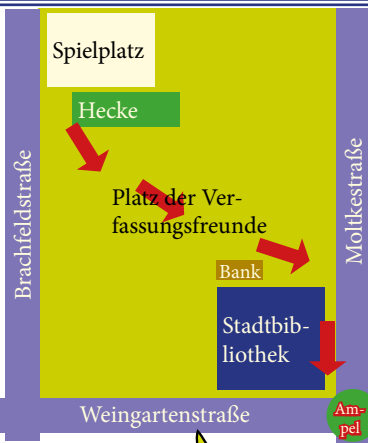 Spielplatz
Hecke
Brachfeldstraße
Platz der Ver-
fassungsfreunde
Moltkestraße
Bank
Stadtbib-
liothek
Weingartenstraße
Am-
pel